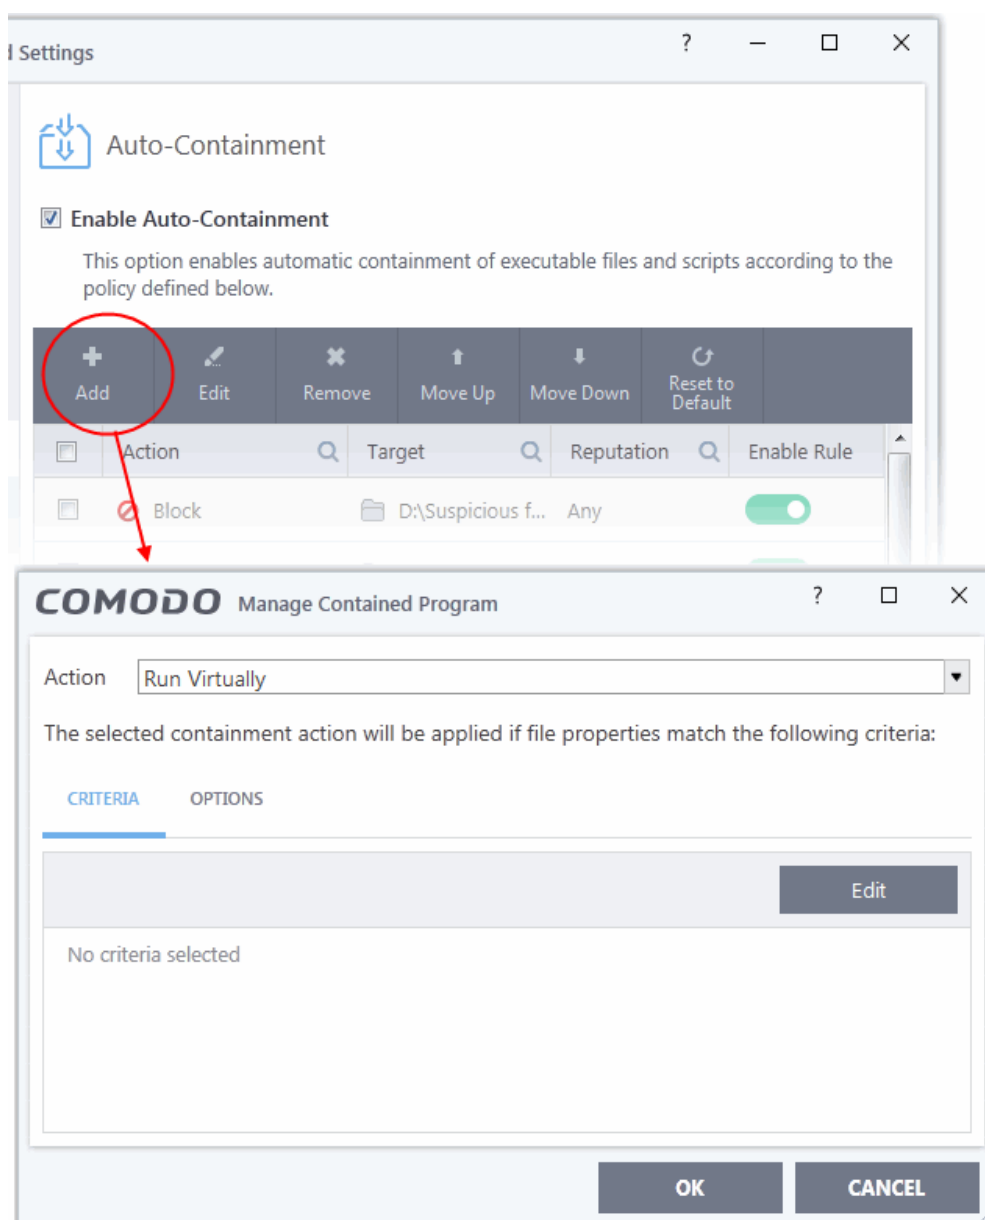 d Settings ?
Auto-Containment
Enable Auto-Containment
This option enables automatic containment of executable files and scripts according to the
policy defined below.
Add Edit Remove Move Up Move Down Reset to
Default
Action Target Reputation Enable Rule
Block D:\Suspicious f... Any
COMODO Manage Contained Program ?
Action Run Virtually
The selected containment action will be applied if file properties match the following criteria:
CRITERIA OPTIONS
Edit
No criteria selected
OK CANCEL